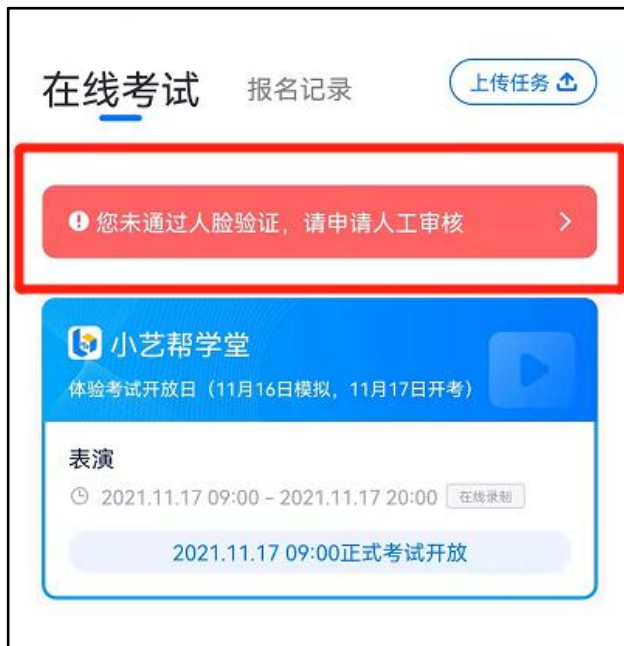 在线考试
报名记录
上传任务
您未通过人脸验证，请申请人工审核
小艺帮学堂
体验考试开放日（11月16日模拟，11月17日开考）
表演
2021.11.17 09:00 - 2021.11.17 20:00 在线录制
2021.11.17 09:00正式考试开放